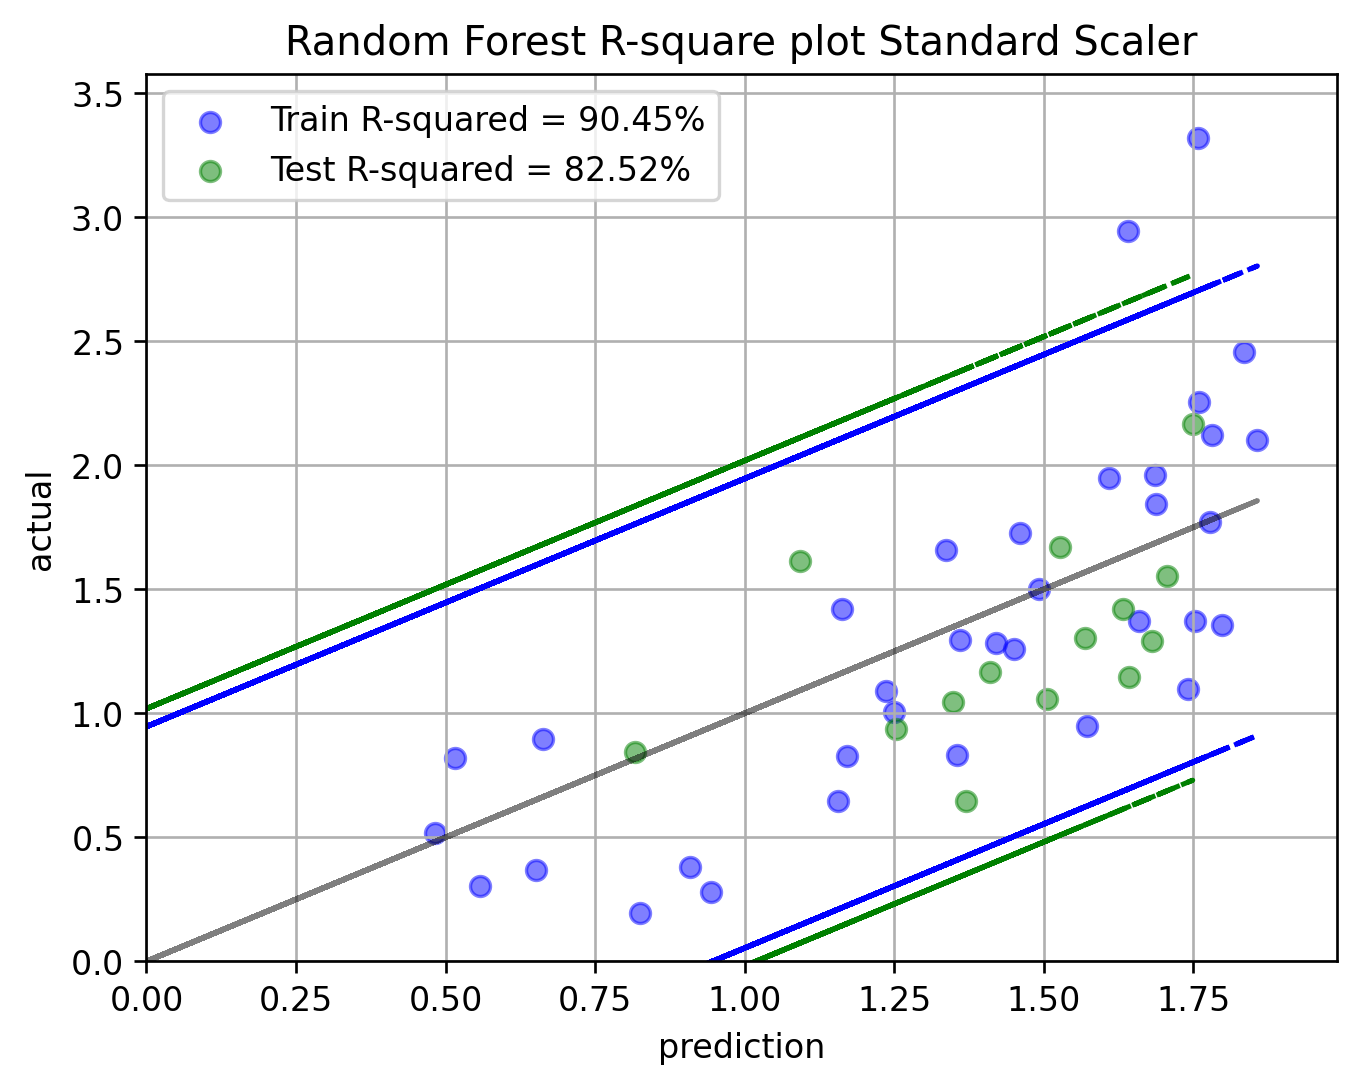 Random Forest R-square plot Standard Scaler
Train R-squared = 90.45%
Test R-squared = 82.52%
3.5
3.0
2.5
2.0
1.5
1.0
0.5
0.0
actual
0.00 0.25 0.50 0.75 1.00 1.25 1.50 1.75
prediction